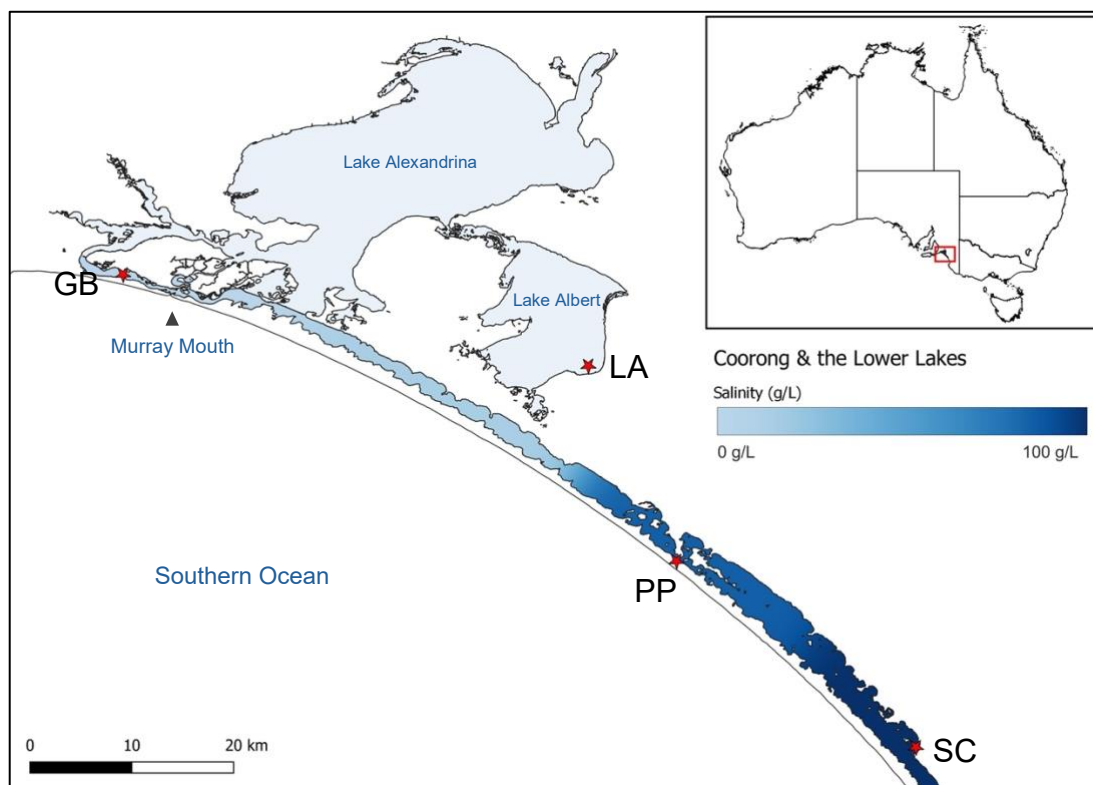 Lake Alexandrina
GB
Lake Albert
Murray Mouth
LA
Coorong & the Lower Lakes
Salinity (g/L)
0 g/L 100 g/L
Southern Ocean
PP
0 10 20 km
SC